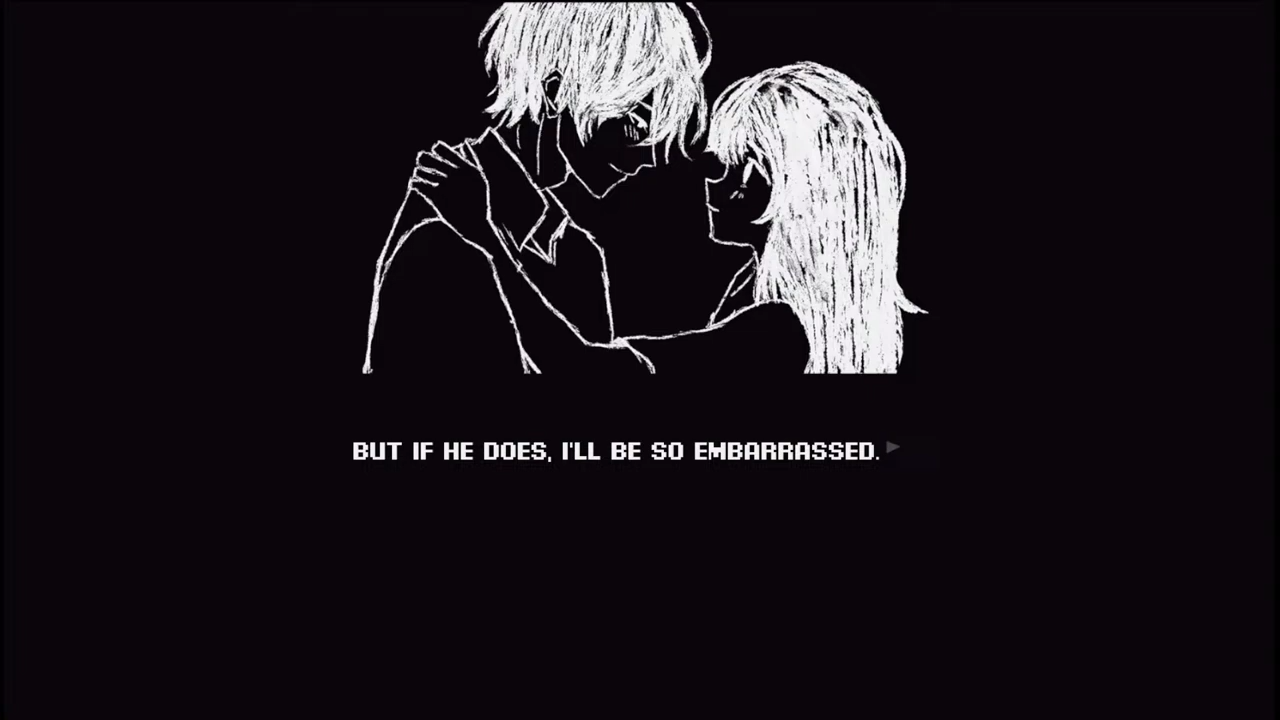 BUT IF HE DOES, I'LL BE SO EMBARRASSED.